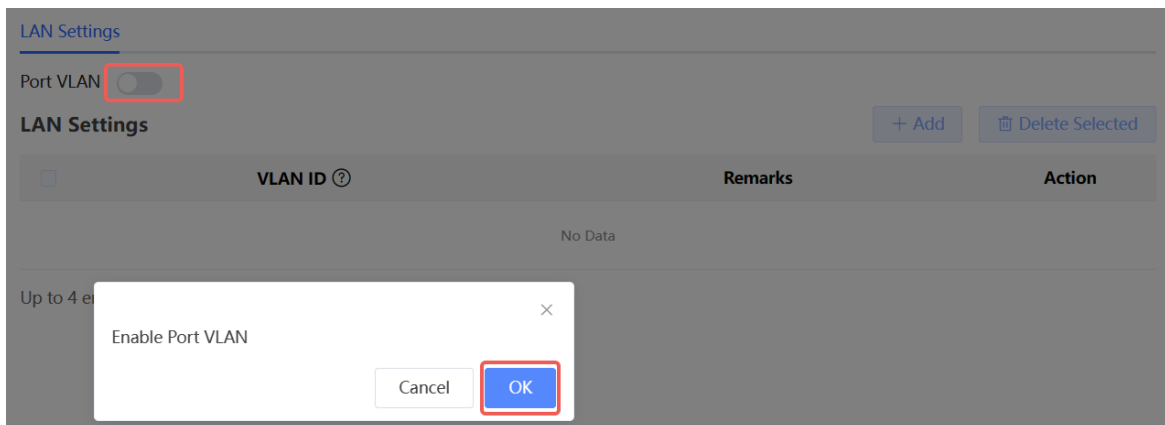 LAN Settings
Port VLAN
LAN Settings
+ Add
Delete Selected
VLAN ID
Remarks
Action
No Data
Up to 4
Enable Port VLAN
Cancel
OK